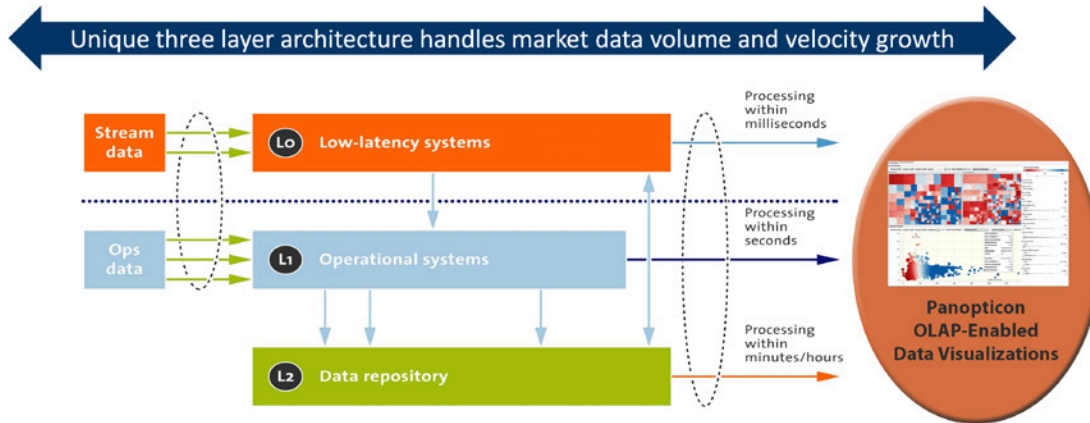 Unique three layer architecture handles market data volume and velocity growth
Processing
within
milliseconds
Stream
data
L0
Low-latency systems
Processing
within
seconds
Ops
data
L1
Operational systems
Panopticon
OLAP-Enabled
Data Visualizations
Processing
within
minutes/hours
L2
Data repository